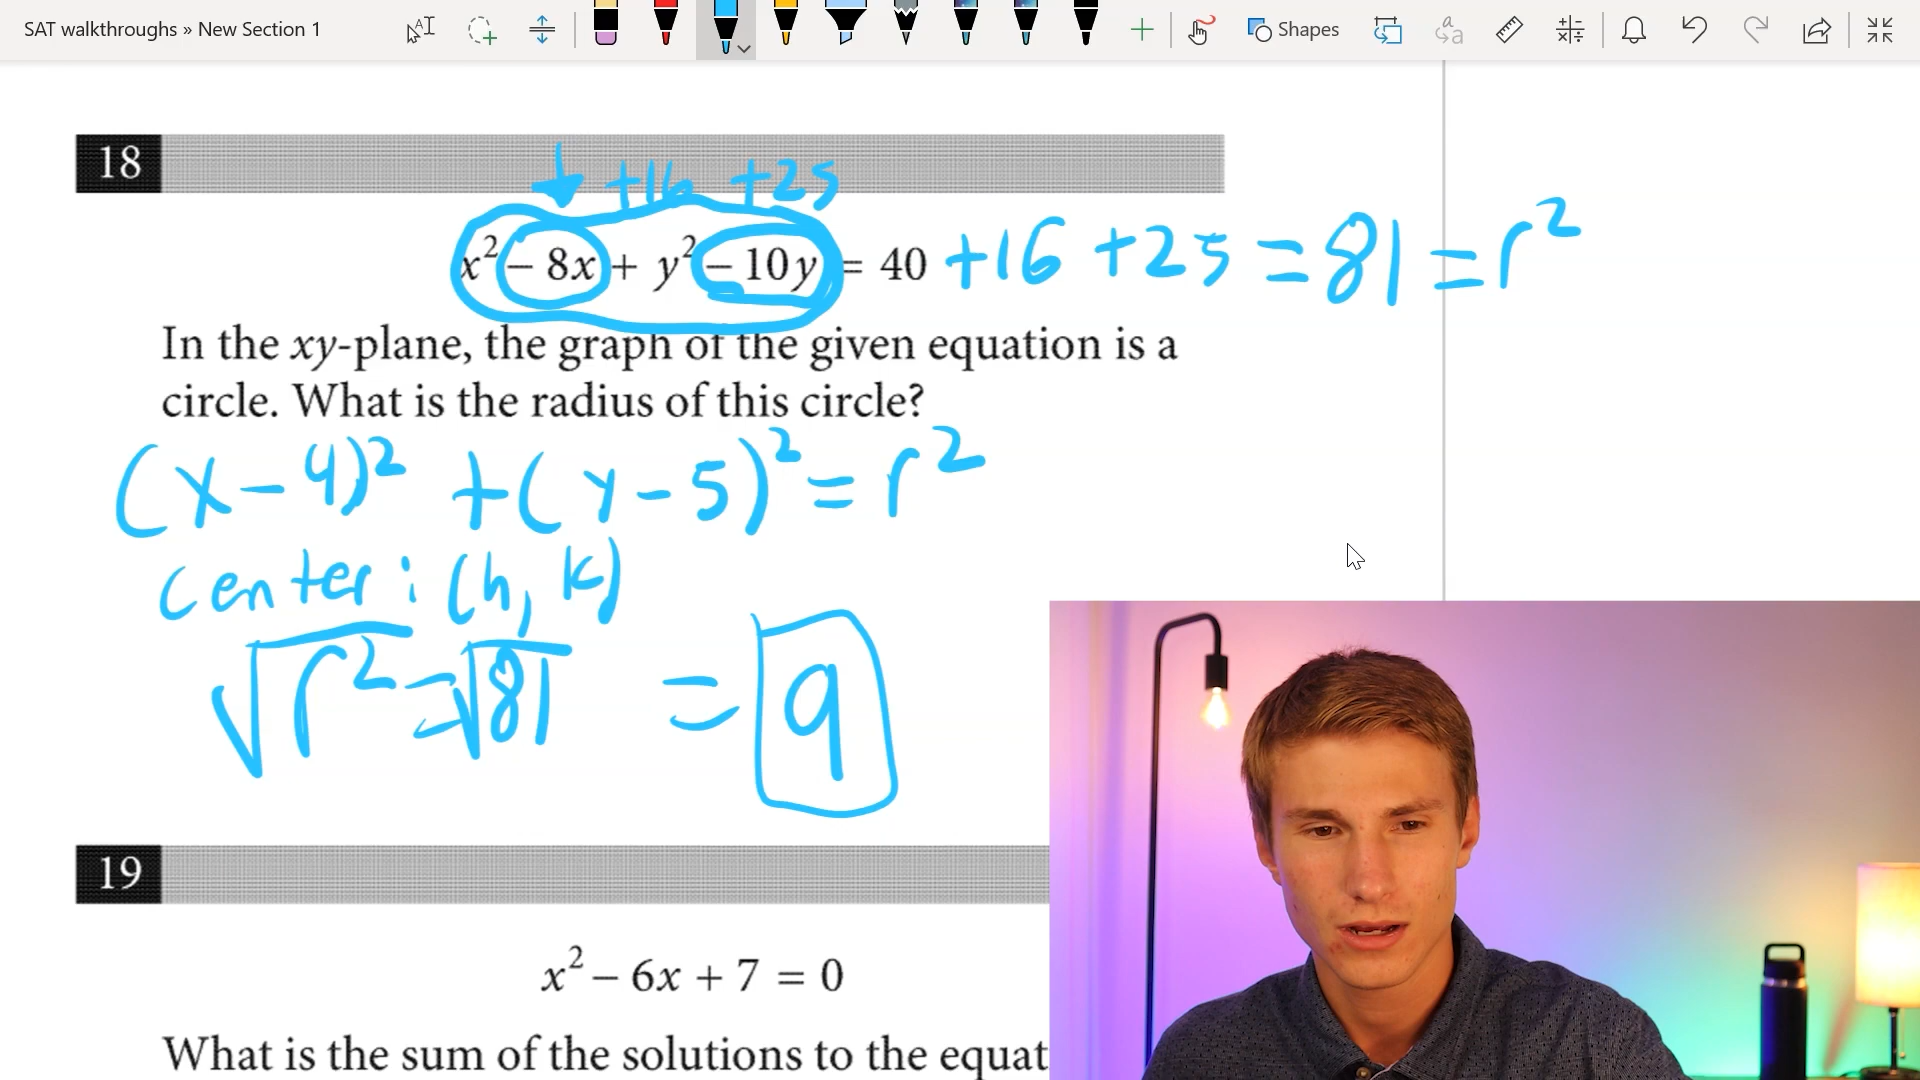 SAT walkthroughs » New Section 1
Shapes
18
+16 +25
x² − 8x + y² − 10y = 40 +16 +25 = 81 = r²
In the xy-plane, the graph of the given equation is a
circle. What is the radius of this circle?
(x-4)² + (y-5)² = r²
center: (h, k)
√r² = √81 = 9
19
x² − 6x + 7 = 0
What is the sum of the solutions to the equat